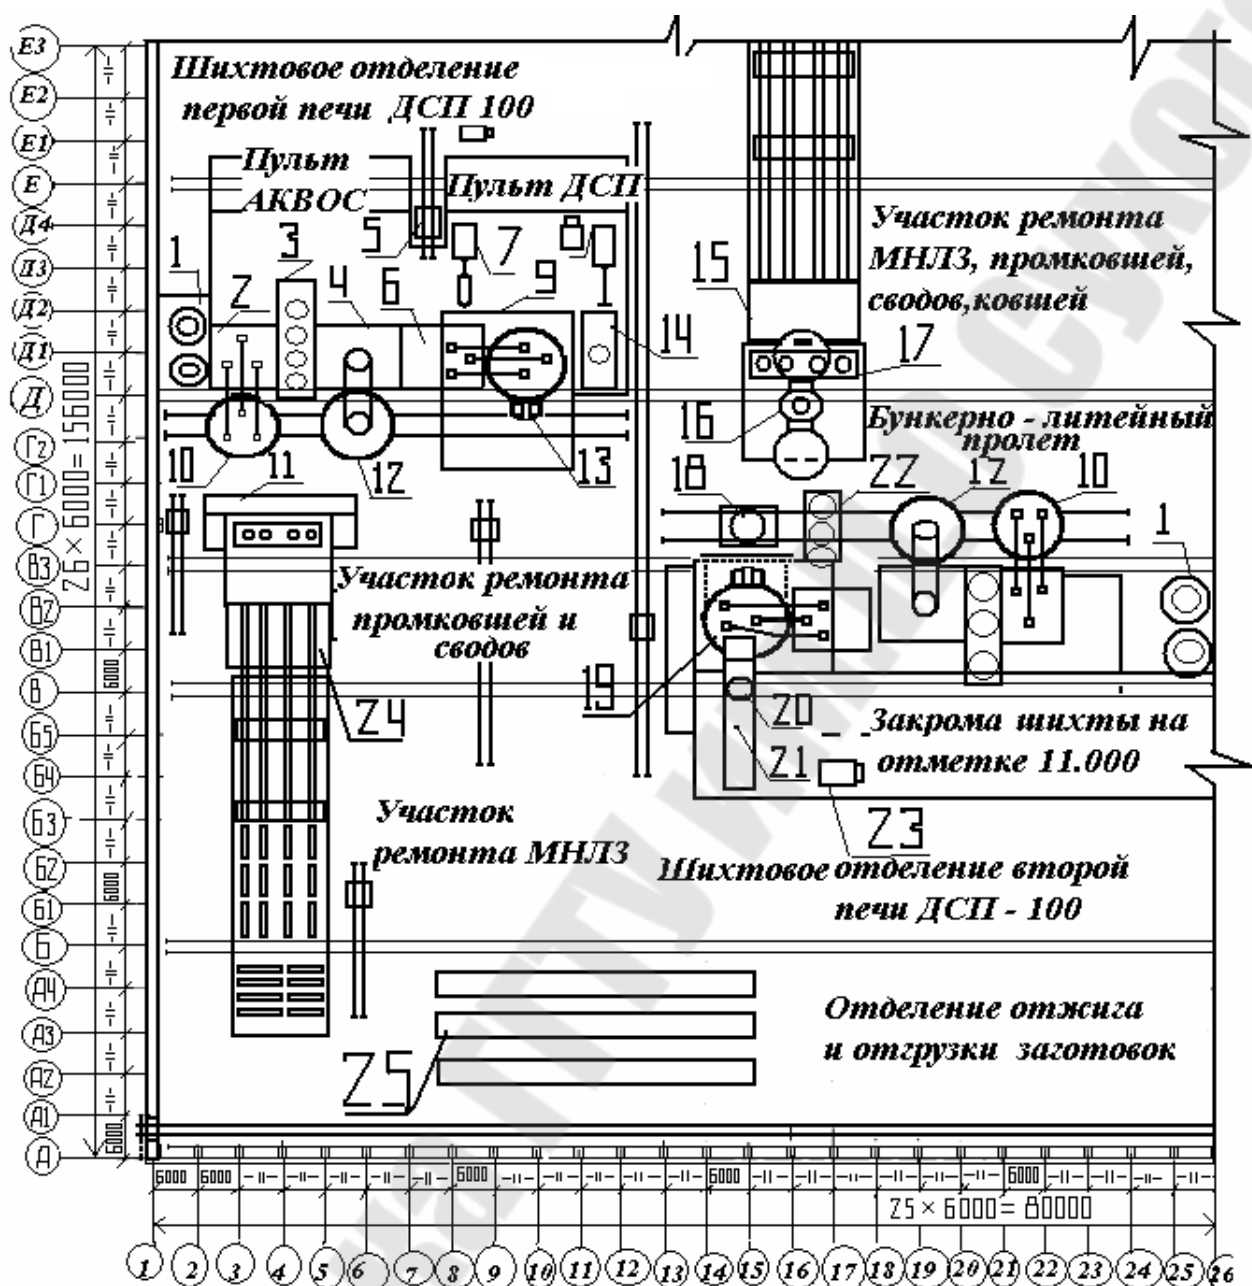 Е3
Е2
Е1
Е
Д4
Д3
Д2
Д1
Д
Г2
Г1
Г
В3
В2
В1
В
Б5
Б4
Б3
Б2
Б1
Б
А4
А3
А2
А1
А
26 × 6000 = 156000
6000
6000
6000
Шихтовое отделение
первой печи ДСП 100
Пульт
АКВОС
Пульт ДСП
1
2
3
4
5
6
7
9
14
10
11
12
13
Участок ремонта
МНЛЗ, промковшей,
сводов,ковшей
15
17
16
Бункерно - литейный
пролет
18
22
12
10
1
Участок ремонта
промковшей и
сводов
24
19
20
21
Закрома шихты на
отметке 11.000
23
Участок
ремонта МНЛЗ
Шихтовое отделение второй
печи ДСП - 100
25
Отделение отжига
и отгрузки заготовок
6000 6000 -"- -"- -"- -"- -"- 6000 -"- -"- -"- -"- -"- 6000 -"- -"- -"- -"- -"- -"- 6000 -"- -"- -"- -"-
25 × 6000 = 80000
1 2 3 4 5 6 7 8 9 10 11 12 13 14 15 16 17 18 19 20 21 22 23 24 25 26